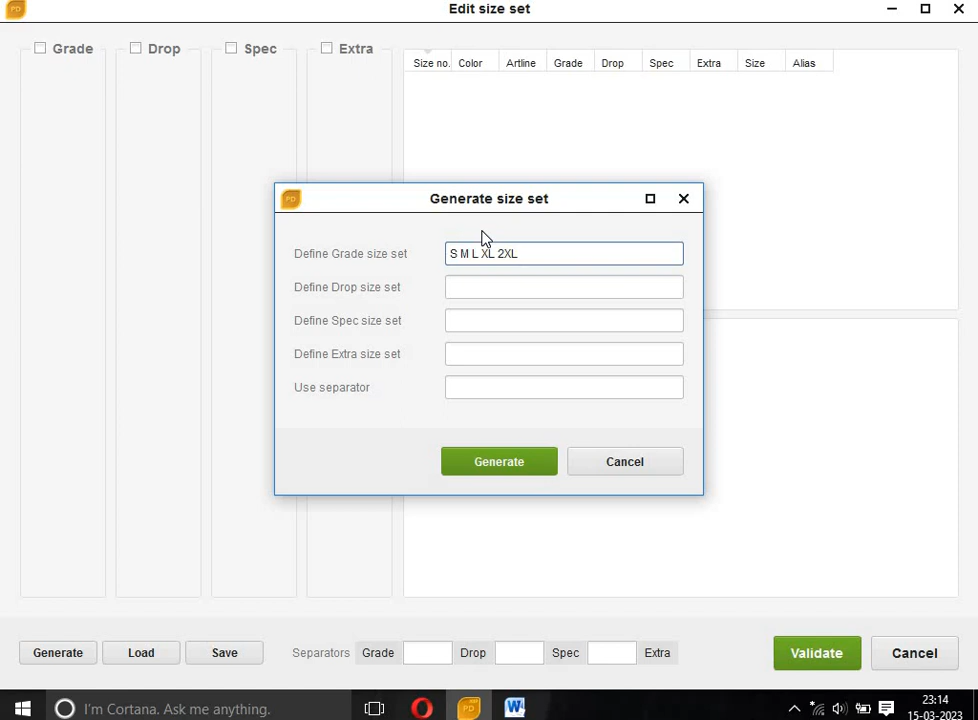 Edit size set
Grade
Drop
Spec
Extra
Size no. Color Artline Grade Drop Spec Extra Size Alias
PD
Generate size set
Define Grade size set S M L XL 2XL
Define Drop size set
Define Spec size set
Define Extra size set
Use separator
Generate Cancel
Generate Load Save Separators Grade Drop Spec Extra Validate Cancel
I'm Cortana. Ask me anything.
23:14
15-03-2023